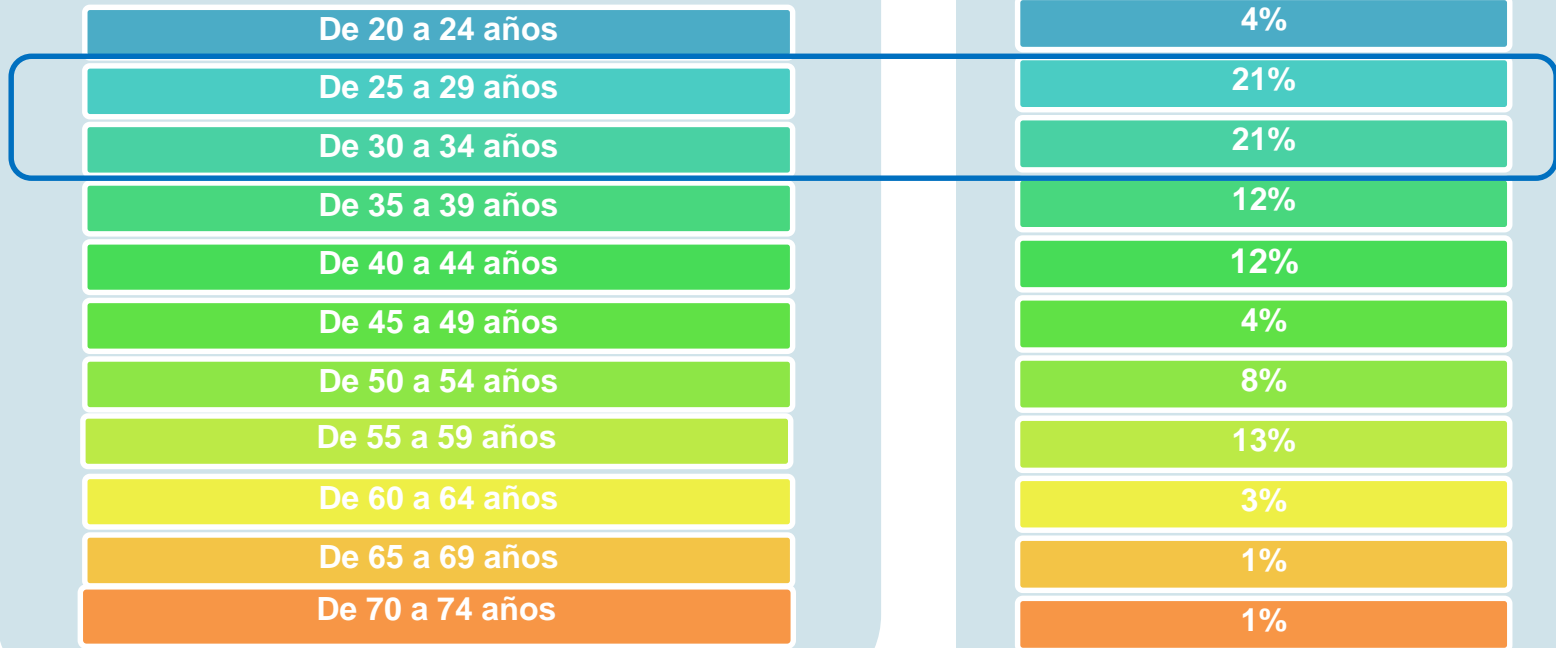 De 20 a 24 años 4%
De 25 a 29 años 21%
De 30 a 34 años 21%
De 35 a 39 años 12%
De 40 a 44 años 12%
De 45 a 49 años 4%
De 50 a 54 años 8%
De 55 a 59 años 13%
De 60 a 64 años 3%
De 65 a 69 años 1%
De 70 a 74 años 1%